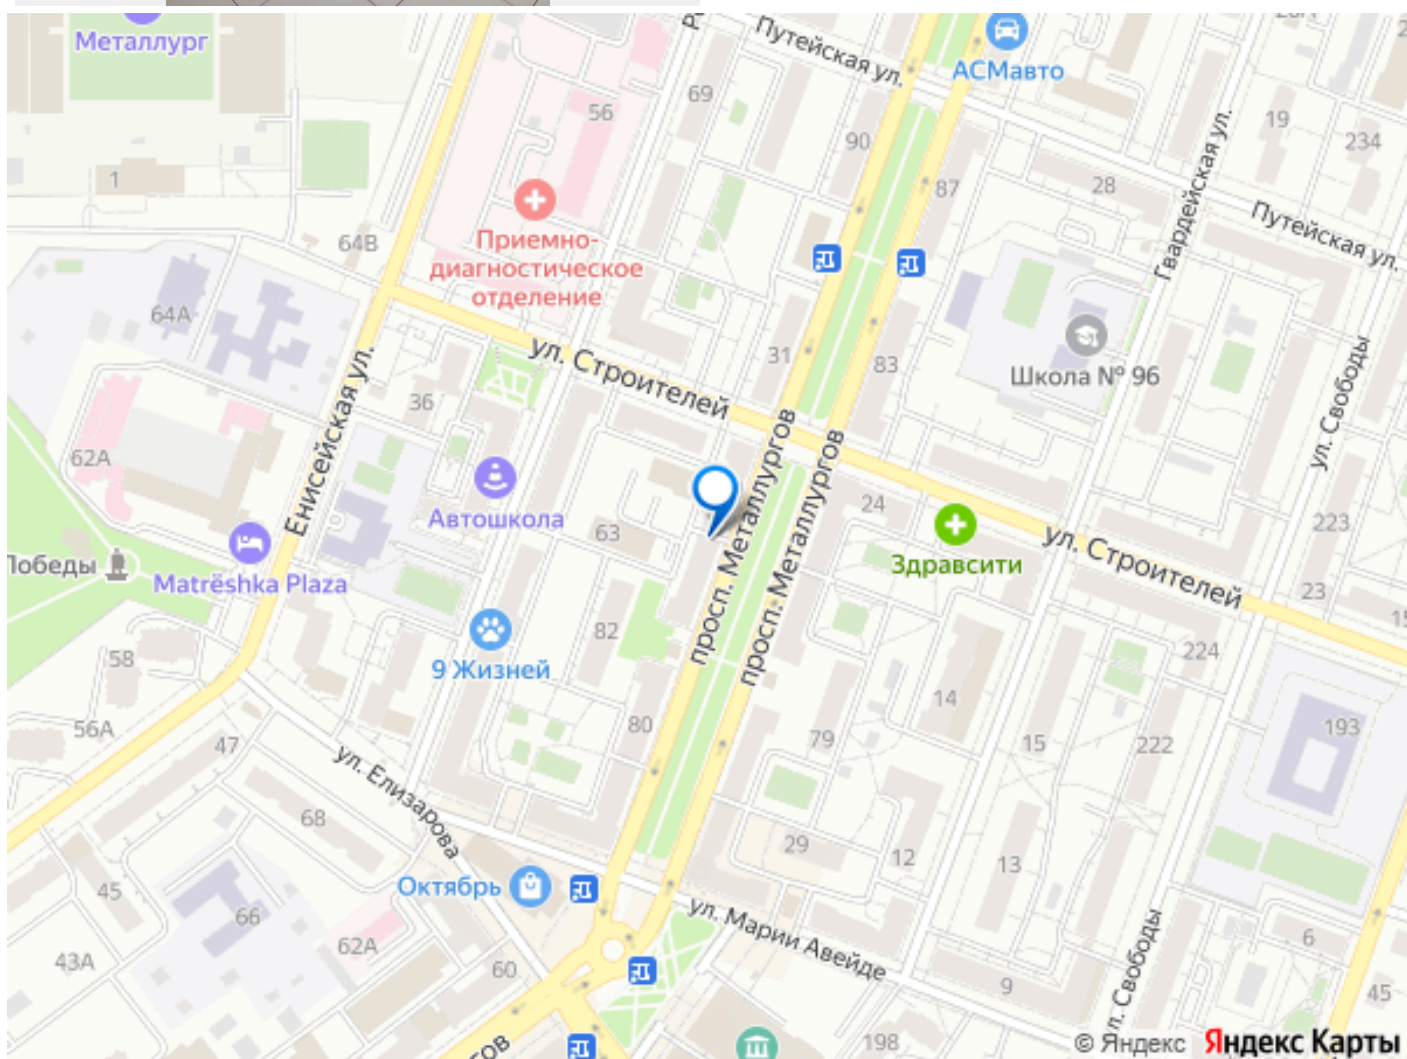 Металлург
Путейская ул.
АСМавто
69
56
90
19
234
1
28
87
Гвардейская ул.
64В
Приемно-
диагностическое
отделение
Путейская ул.
64А
31
83
ул. Строителей
Школа № 96
36
Енисейская ул.
просп. Металлургов
просп. Металлургов
ул. Свободы
62А
Автошкола
63
24
Здравсити
223
ул. Строителей
Победы
Matrëshka Plaza
23
15
82
9 Жизней
58
224
56А
47
80
79
14
15
222
193
ул. Елизарова
68
29
12
13
45
Октябрь
66
62А
ул. Марии Авейде
ул. Свободы
43А
60
9
6
45
198
© Яндекс Яндекс Карты